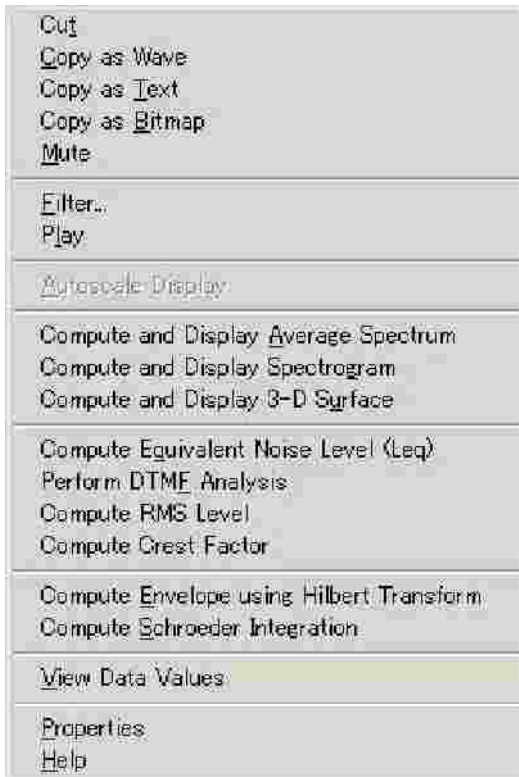 Cut
Copy as Wave
Copy as Text
Copy as Bitmap
Mute
Filter...
Play
Autoscale Display
Compute and Display Average Spectrum
Compute and Display Spectrogram
Compute and Display 3-D Surface
Compute Equivalent Noise Level (Leq)
Perform DTMF Analysis
Compute RMS Level
Compute Crest Factor
Compute Envelope using Hilbert Transform
Compute Schroeder Integration
View Data Values
Properties
Help